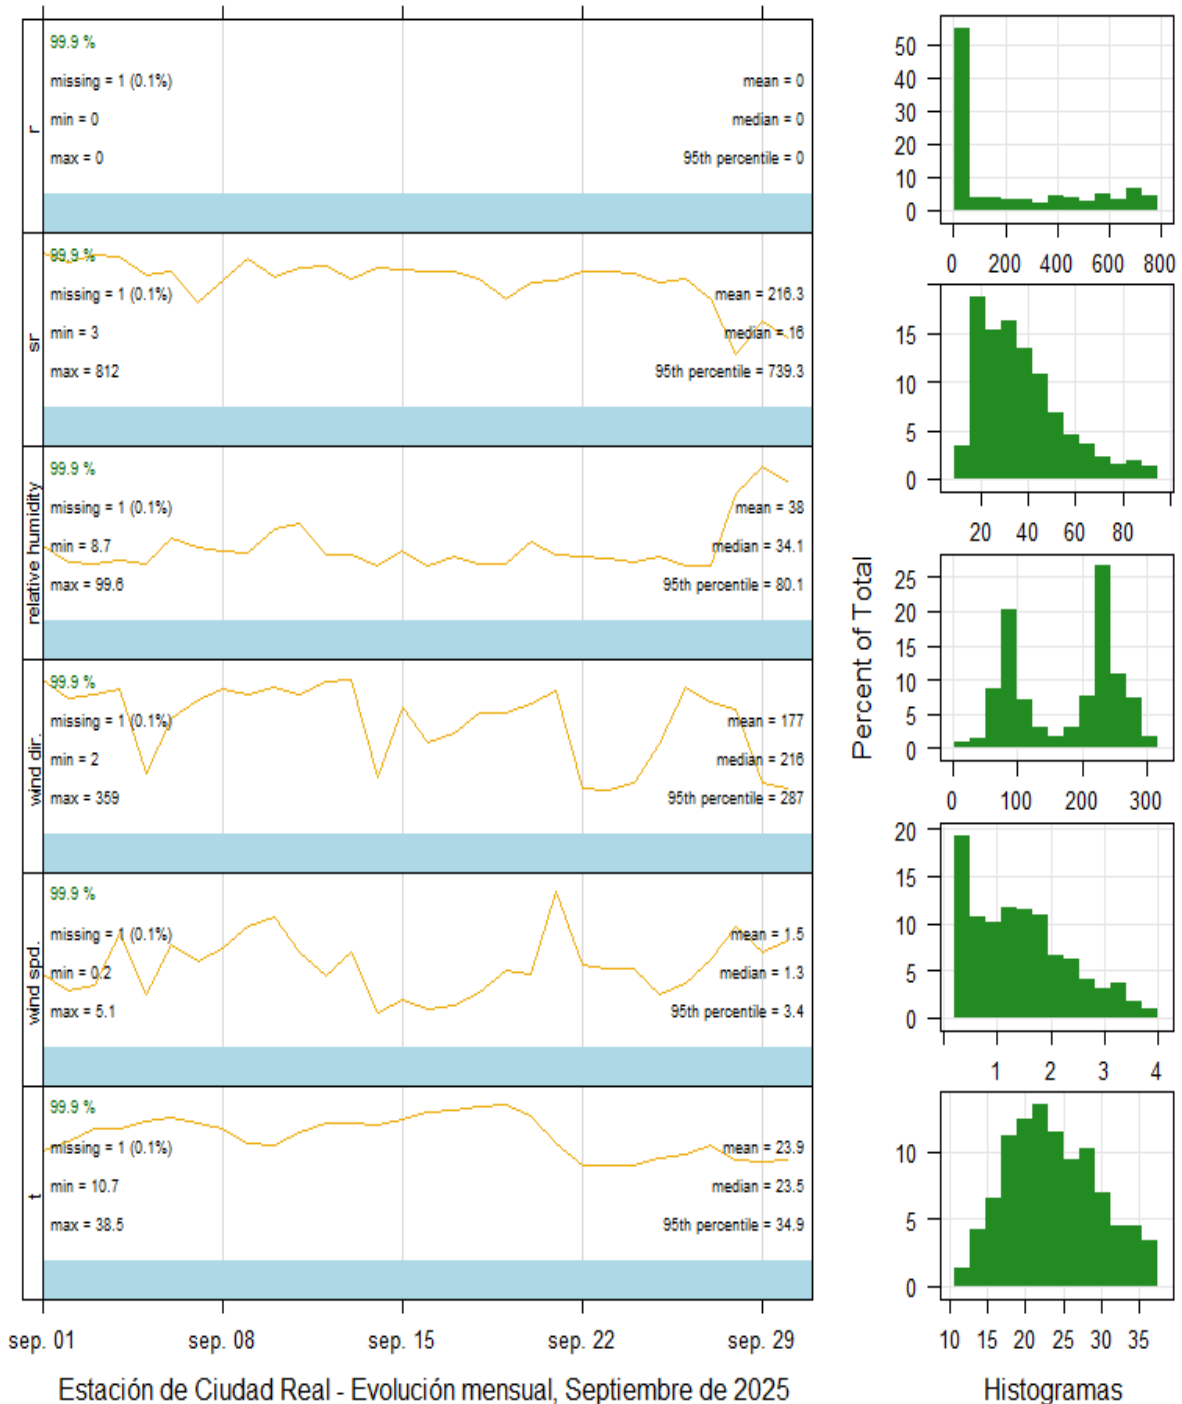 r
99.9 %
missing = 1 (0.1%)
min = 0
max = 0
mean = 0
median = 0
95th percentile = 0
sr
99.9 %
missing = 1 (0.1%)
min = 3
max = 812
mean = 216.3
median = 16
95th percentile = 739.3
relative humidity
99.9 %
missing = 1 (0.1%)
min = 8.7
max = 99.6
mean = 38
median = 34.1
95th percentile = 80.1
wind dir.
99.9 %
missing = 1 (0.1%)
min = 2
max = 359
mean = 177
median = 216
95th percentile = 287
wind spd.
99.9 %
missing = 1 (0.1%)
min = 0.2
max = 5.1
mean = 1.5
median = 1.3
95th percentile = 3.4
t
99.9 %
missing = 1 (0.1%)
min = 10.7
max = 38.5
mean = 23.9
median = 23.5
95th percentile = 34.9
sep. 01 sep. 08 sep. 15 sep. 22 sep. 29
Estación de Ciudad Real - Evolución mensual, Septiembre de 2025
Percent of Total
50
40
30
20
10
0
0 200 400 600 800
15
10
5
0
20 40 60 80
25
20
15
10
5
0
0 100 200 300
20
15
10
5
0
1 2 3 4
10
5
0
10 15 20 25 30 35
Histogramas